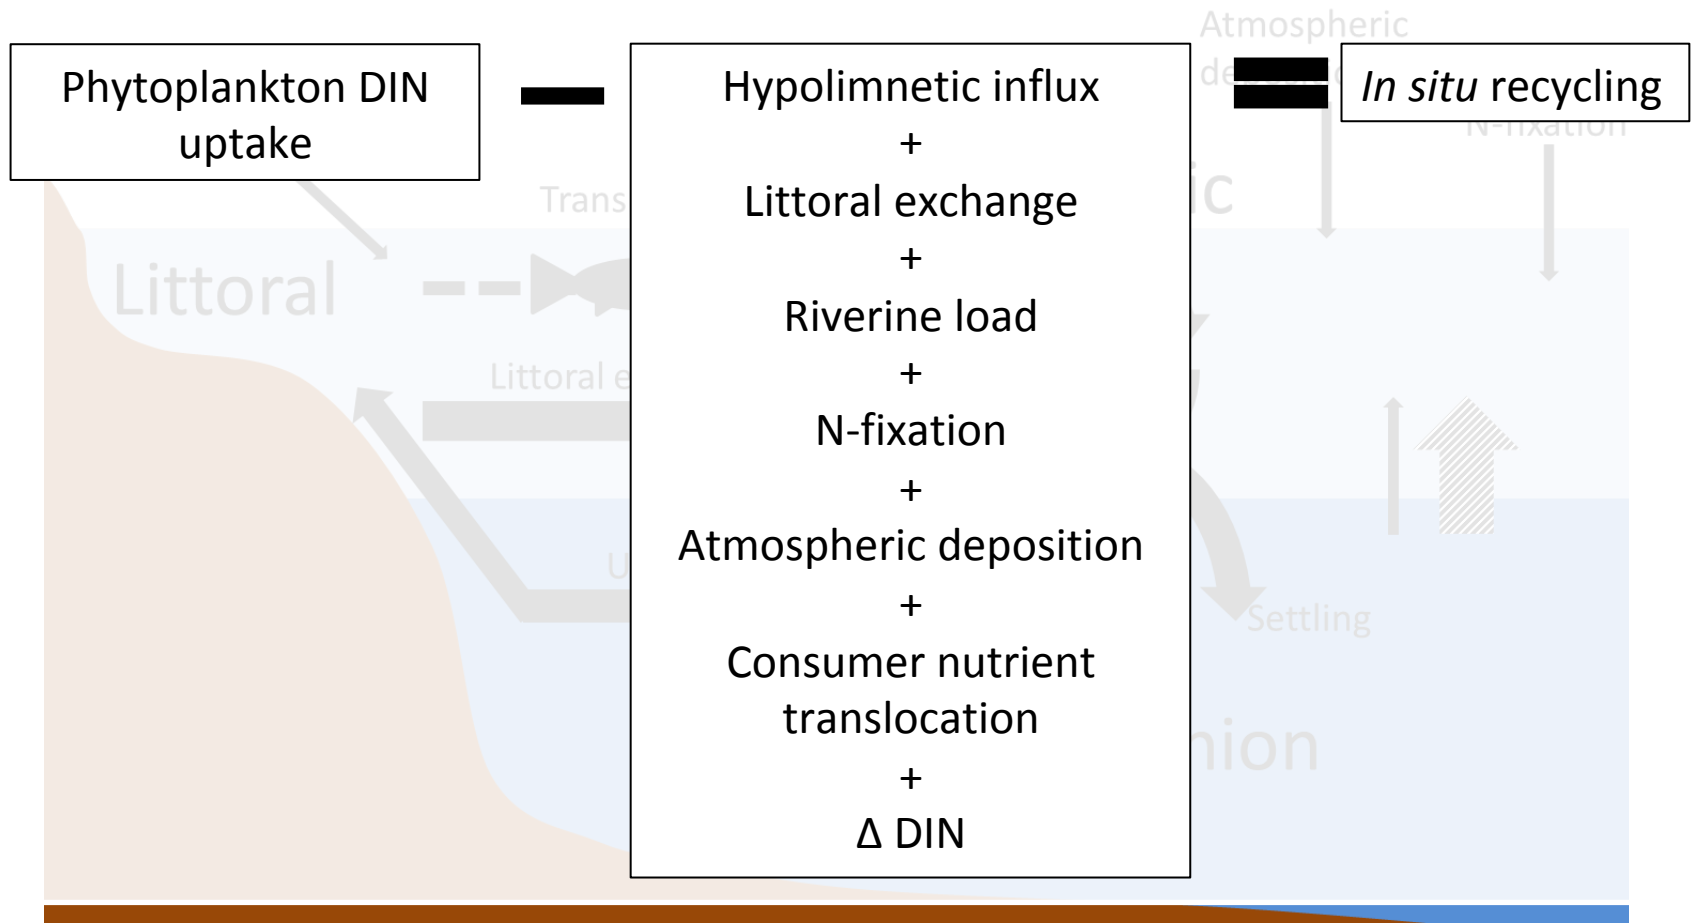 Atmospheric
Phytoplankton DIN
uptake
Hypolimnetic influx
+
Littoral exchange
+
Riverine load
+
N-fixation
+
Atmospheric deposition
+
Consumer nutrient
translocation
+
Δ DIN
In situ recycling
N-fixation
Littoral
Littoral
Settling